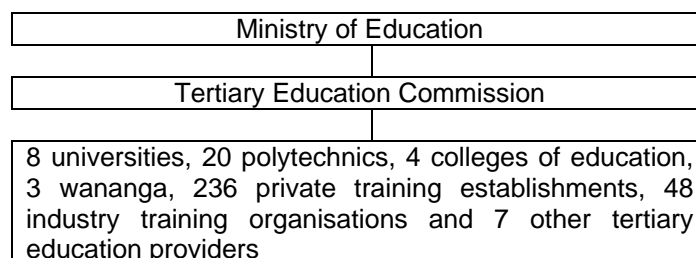 Ministry of Education
Tertiary Education Commission
8 universities, 20 polytechnics, 4 colleges of education,
3 wananga, 236 private training establishments, 48
industry training organisations and 7 other tertiary
education providers